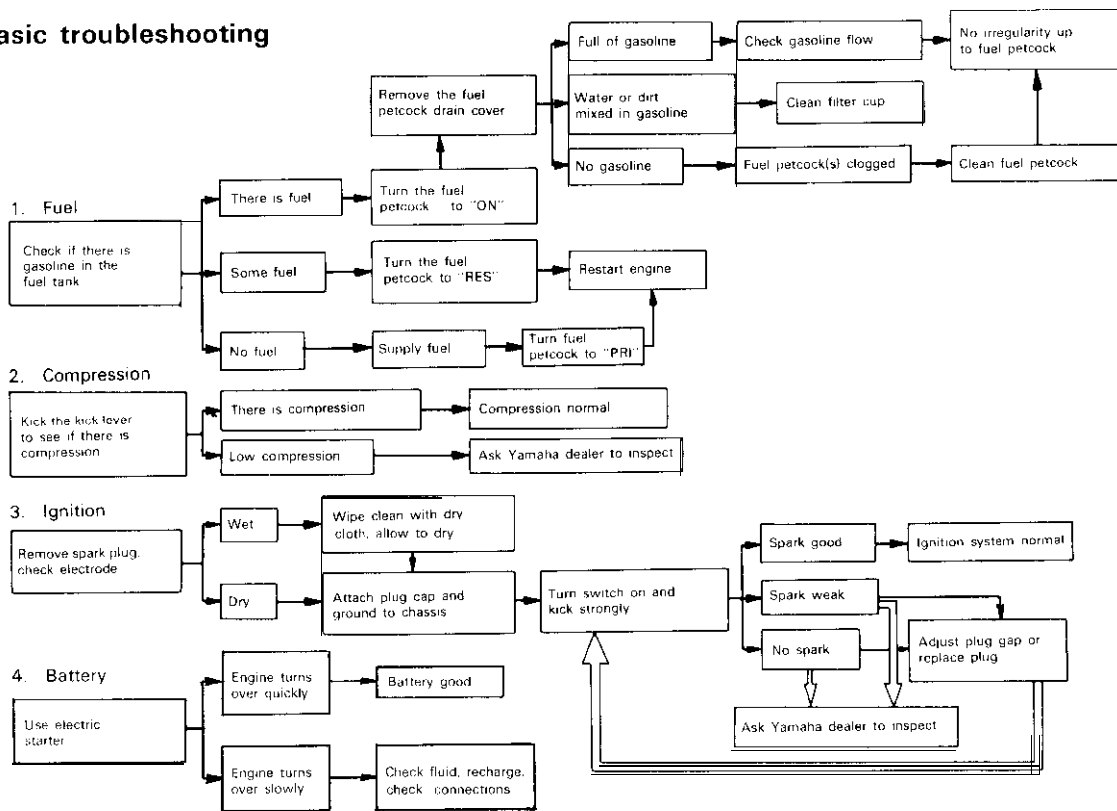 asic troubleshooting
Full of gasoline
Check gasoline flow
No irregularity up
to fuel petcock
Remove the fuel
petcock drain cover
Water or dirt
mixed in gasoline
Clean filter cup
No gasoline
Fuel petcock(s) clogged
Clean fuel petcock
1. Fuel
Check if there is
gasoline in the
fuel tank
There is fuel
Turn the fuel
petcock to "ON"
Some fuel
Turn the fuel
petcock to "RES"
Restart engine
No fuel
Supply fuel
Turn fuel
petcock to "PRI"
2. Compression
Kick the kick lever
to see if there is
compression
There is compression
Compression normal
Low compression
Ask Yamaha dealer to inspect
3. Ignition
Remove spark plug,
check electrode
Wet
Wipe clean with dry
cloth, allow to dry
Dry
Attach plug cap and
ground to chassis
Turn switch on and
kick strongly
Spark good
Ignition system normal
Spark weak
No spark
Adjust plug gap or
replace plug
Ask Yamaha dealer to inspect
4. Battery
Use electric
starter
Engine turns
over quickly
Battery good
Engine turns
over slowly
Check fluid, recharge,
check connections